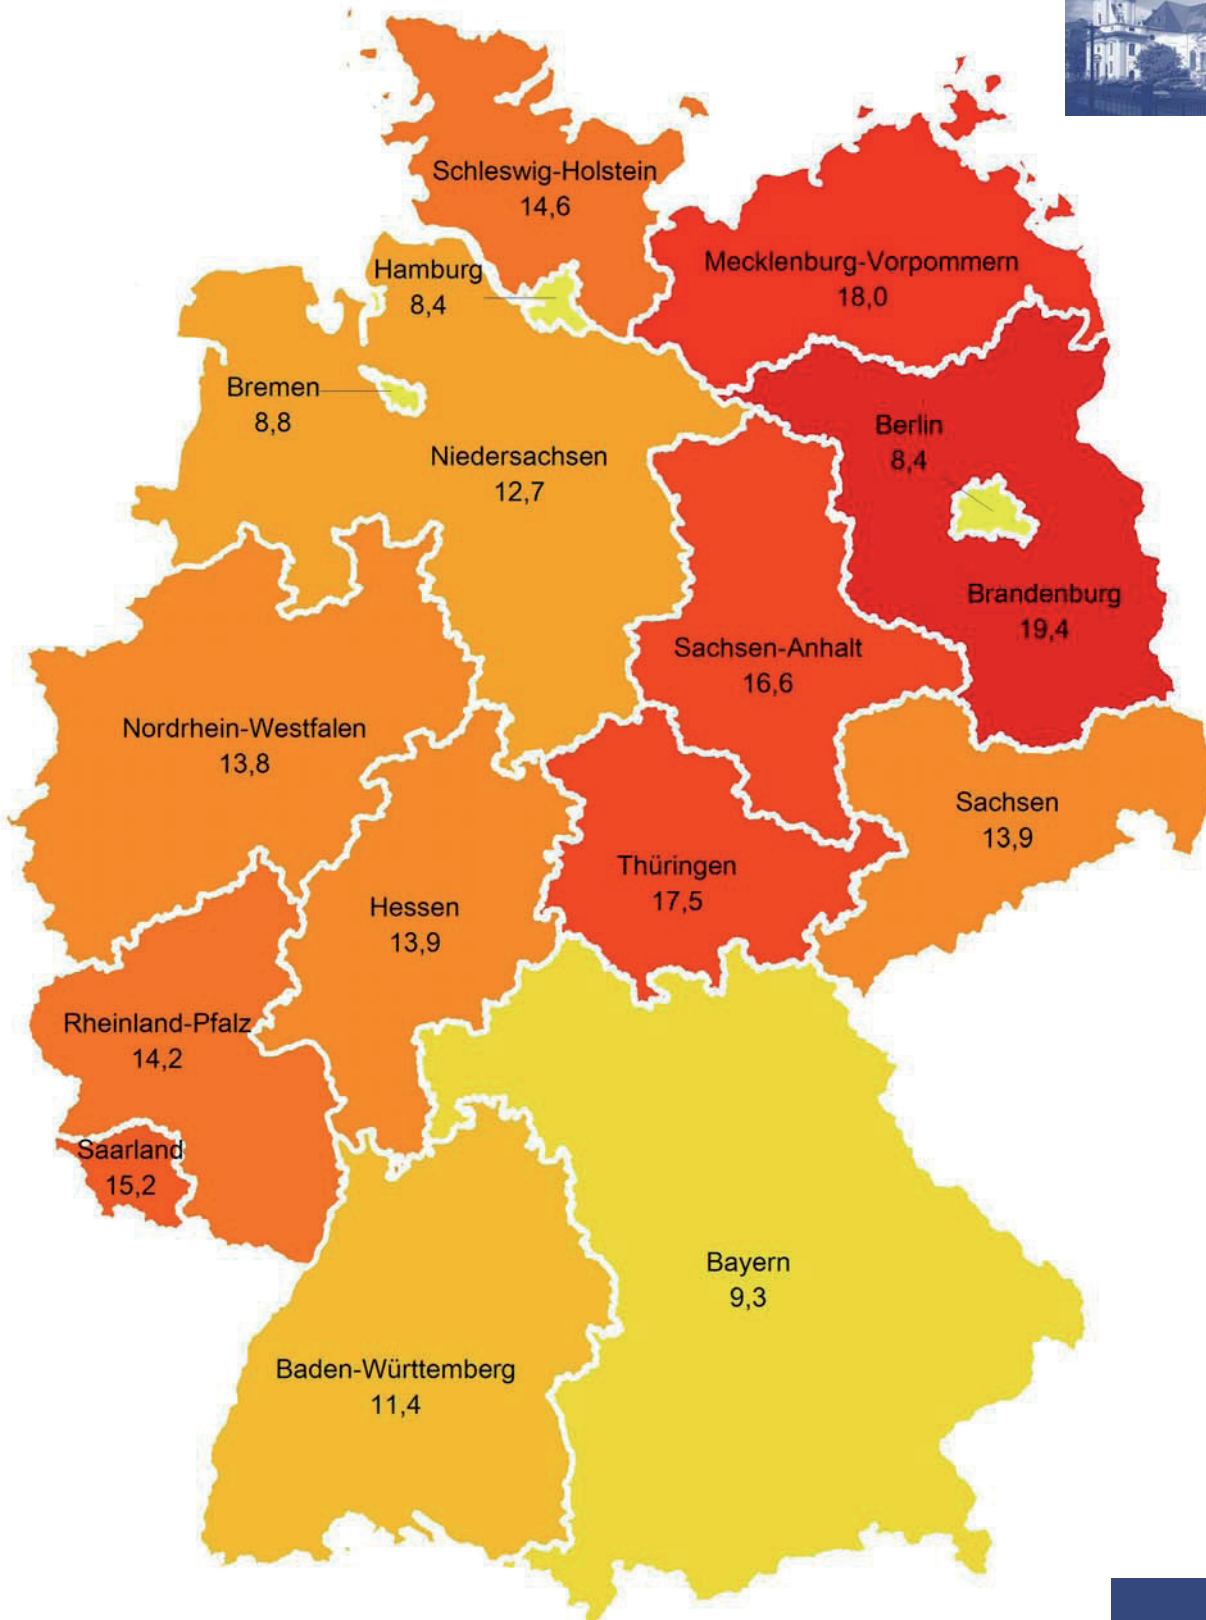 Schleswig-Holstein
14,6
Mecklenburg-Vorpommern
18,0
Hamburg
8,4
Bremen
8,8
Berlin
8,4
Niedersachsen
12,7
Brandenburg
19,4
Sachsen-Anhalt
16,6
Nordrhein-Westfalen
13,8
Sachsen
13,9
Thüringen
17,5
Hessen
13,9
Rheinland-Pfalz
14,2
Saarland
15,2
Bayern
9,3
Baden-Württemberg
11,4